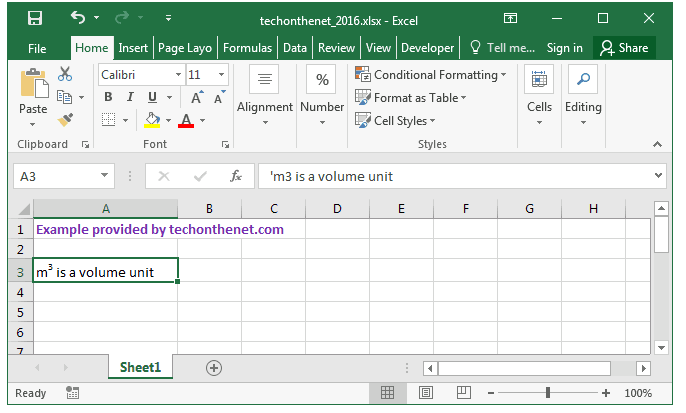 techonthenet_2016.xlsx - Excel
File Home Insert Page Layo Formulas Data Review View Developer Tell me... Sign in Share
Calibri 11
Conditional Formatting
Paste B I U A A Alignment % Number Format as Table Cells Editing
A Cell Styles
Clipboard Font Styles
A3 fx 'm3 is a volume unit
A B C D E F G H
1 Example provided by techonthenet.com
2
3 m³ is a volume unit
4
5
6
7
Sheet1
Ready 100%